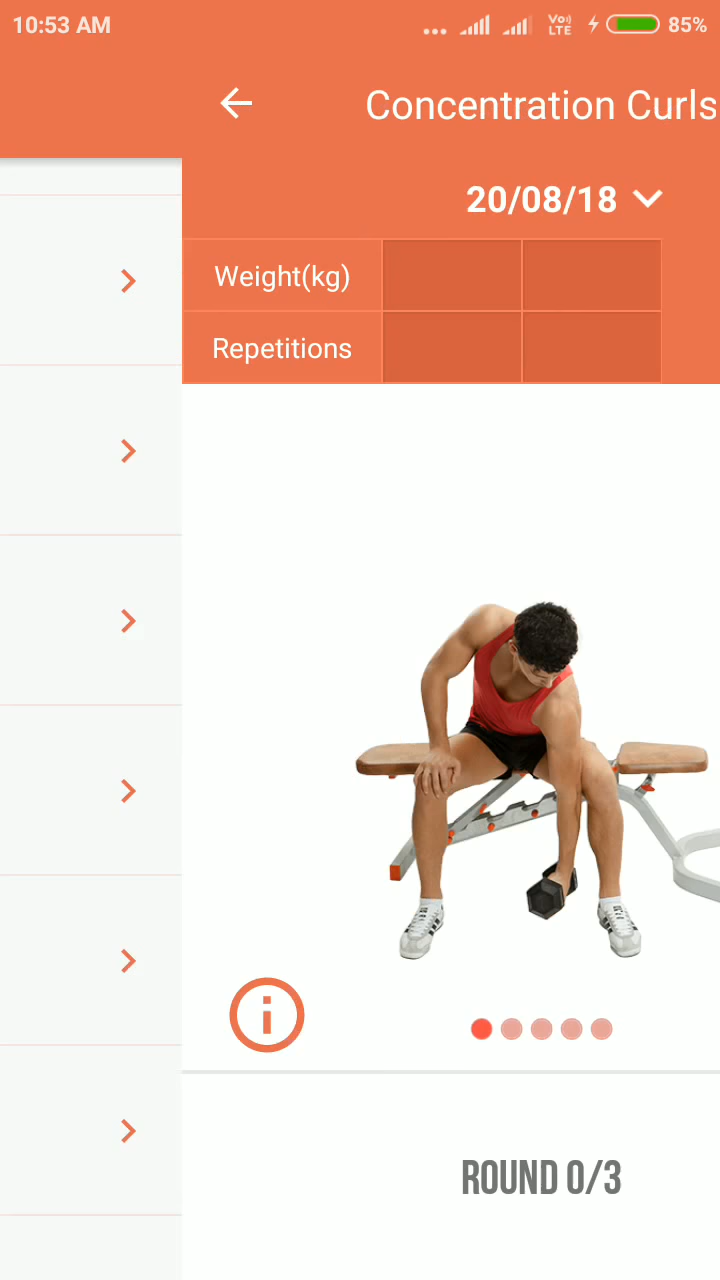 10:53 AM Vo)) LTE 85%
Concentration Curls
20/08/18
Weight(kg)
Repetitions
ROUND 0/3